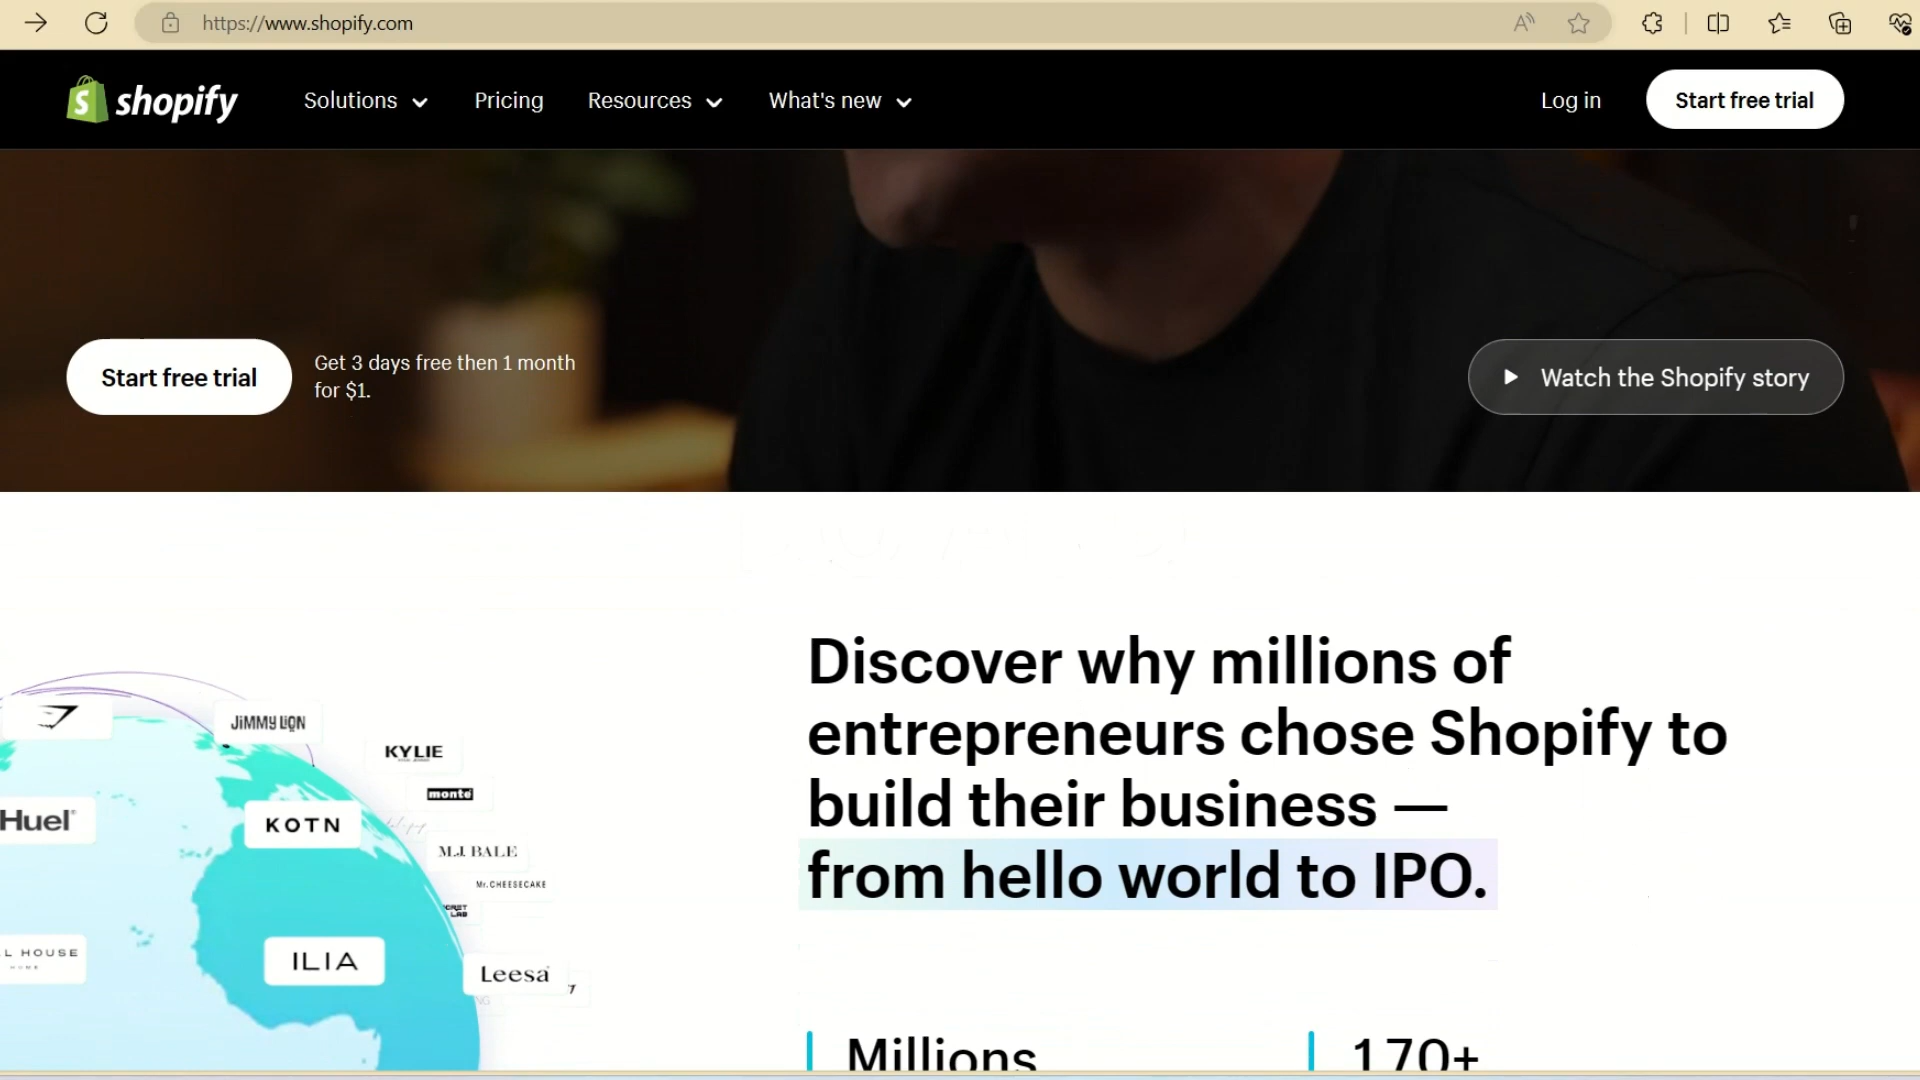 https://www.shopify.com
shopify
Solutions
Pricing
Resources
What's new
Log in
Start free trial
Start free trial
Get 3 days free then 1 month
for $1.
Watch the Shopify story
Discover why millions of
entrepreneurs chose Shopify to
build their business —
from hello world to IPO.
JIMMY LION
KYLIE
monte
Huel
KOTN
M.J. BALE
Mr. CHEESECAKE
LAB
L HOUSE
HOME
ILIA
Leesa
Millions
170+